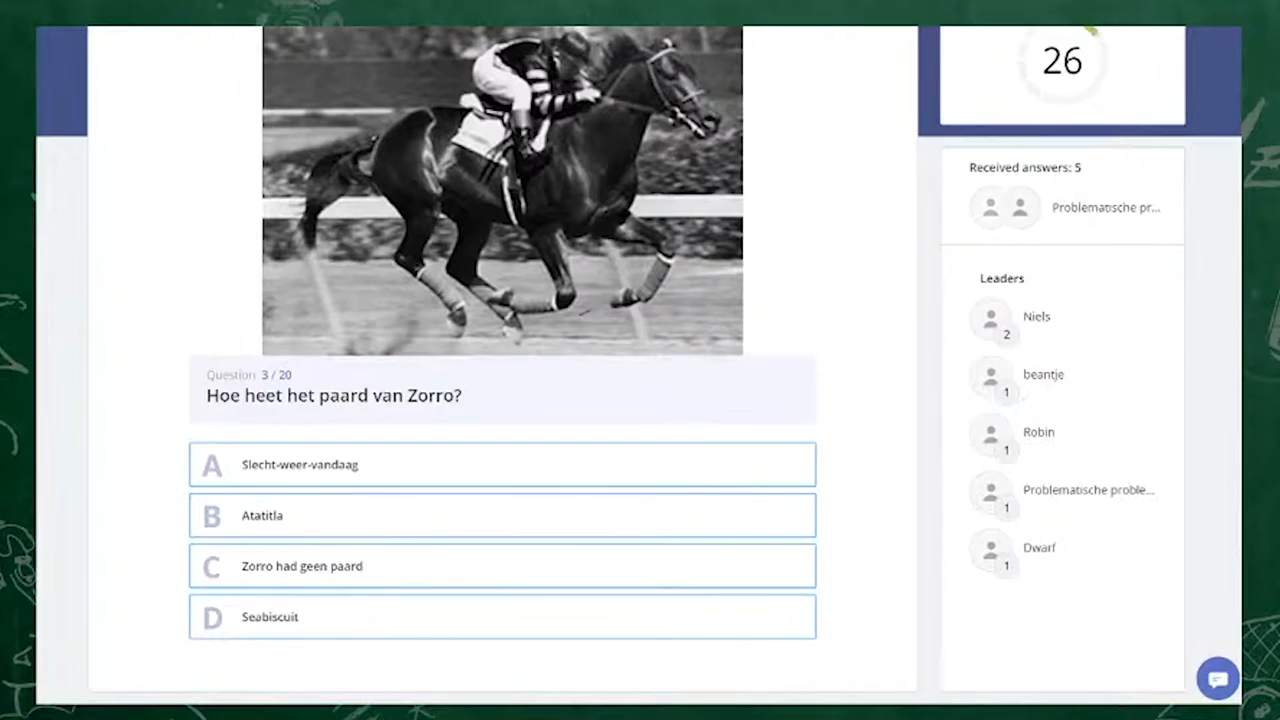 26
Received answers: 5
Problematische pr...
Leaders
Niels
2
beantje
1
Robin
1
Problematische proble...
1
Dwarf
1
Question 3 / 20
Hoe heet het paard van Zorro?
A Slecht-weer-vandaag
B Atatitla
C Zorro had geen paard
D Seabiscuit